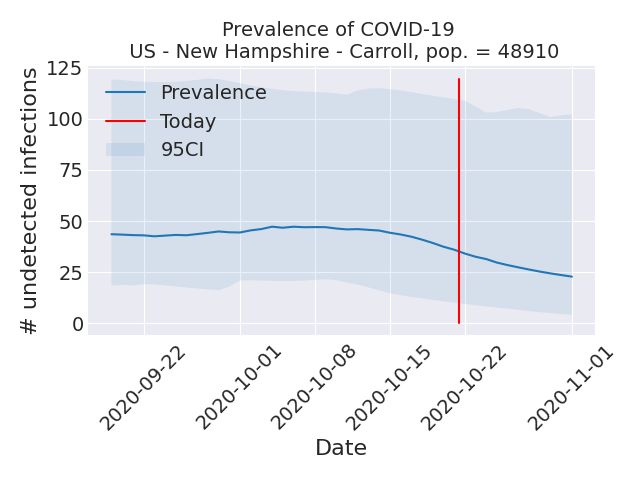 Prevalence of COVID-19
US - New Hampshire - Carroll, pop. = 48910
# undetected infections
125
100
75
50
25
0
Prevalence
Today
95CI
2020-09-22
2020-10-01
2020-10-08
2020-10-15
2020-10-22
2020-11-01
Date